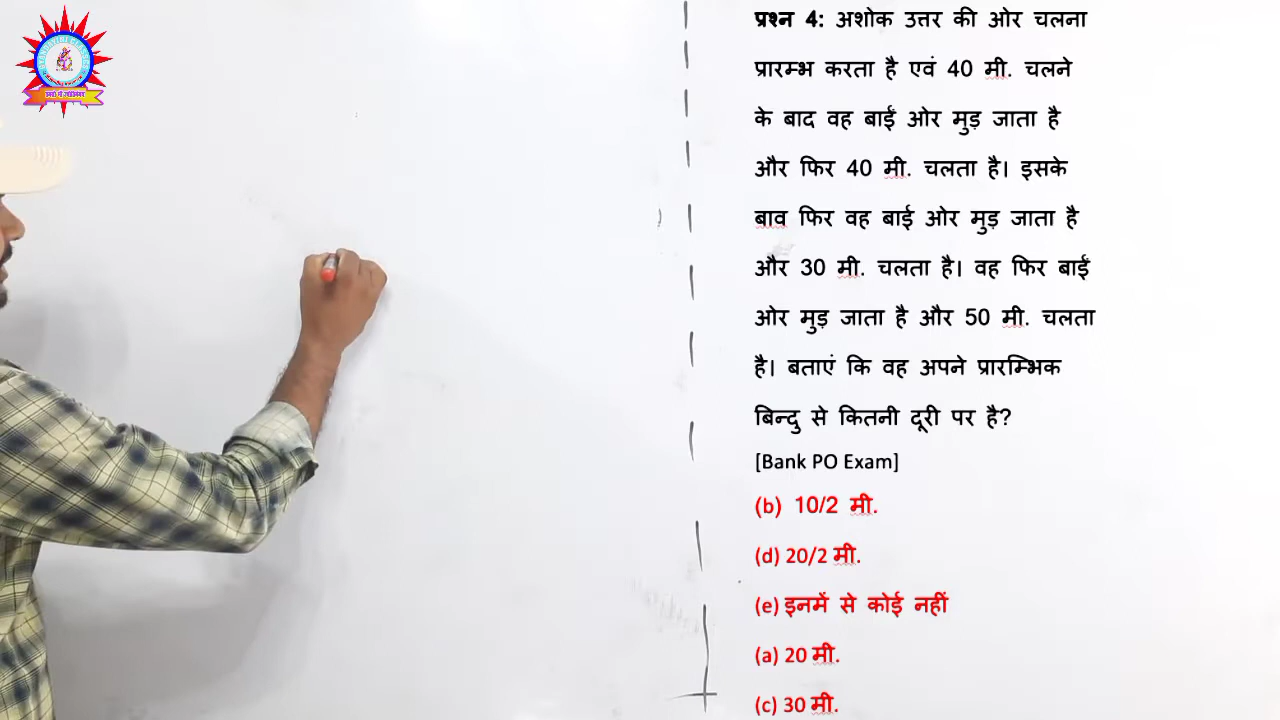 प्रश्न 4: अशोक उत्तर की ओर चलना
प्रारम्भ करता है एवं 40 मी. चलने
के बाद वह बाईं ओर मुड़ जाता है
और फिर 40 मी. चलता है। इसके
बाव फिर वह बाई ओर मुड़ जाता है
और 30 मी. चलता है। वह फिर बाईं
ओर मुड़ जाता है और 50 मी. चलता
है। बताएं कि वह अपने प्रारम्भिक
बिन्दु से कितनी दूरी पर है?
[Bank PO Exam]
(b) 10/2 मी.
(d) 20/2 मी.
(e) इनमें से कोई नहीं
(a) 20 मी.
(c) 30 मी.